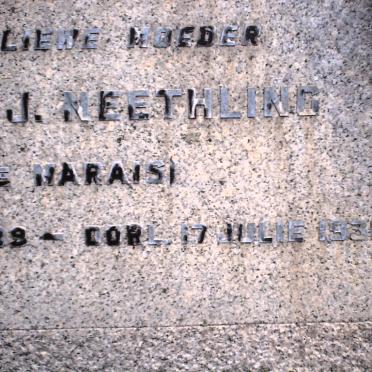 LIEWE MOEDER
J. NEETHLING
MARAIS)
— OORL. 17 JULIE